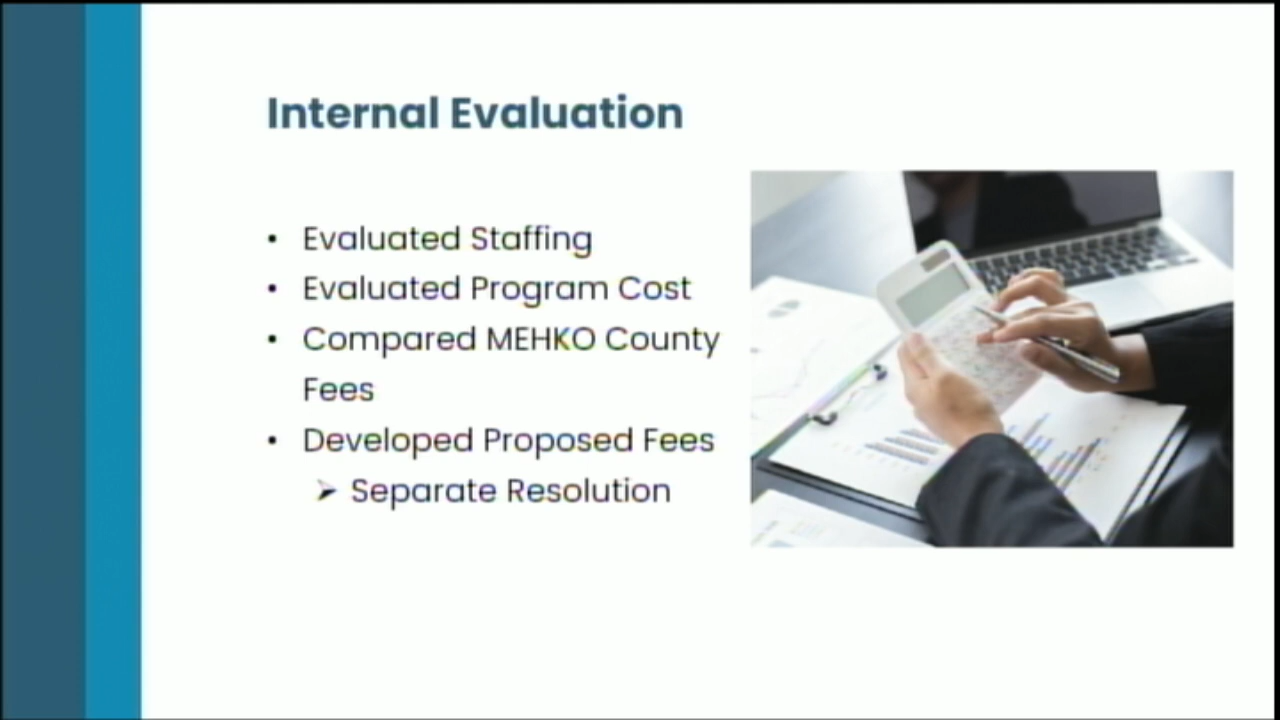 Internal Evaluation
• Evaluated Staffing
• Evaluated Program Cost
• Compared MEHKO County
Fees
• Developed Proposed Fees
➢ Separate Resolution